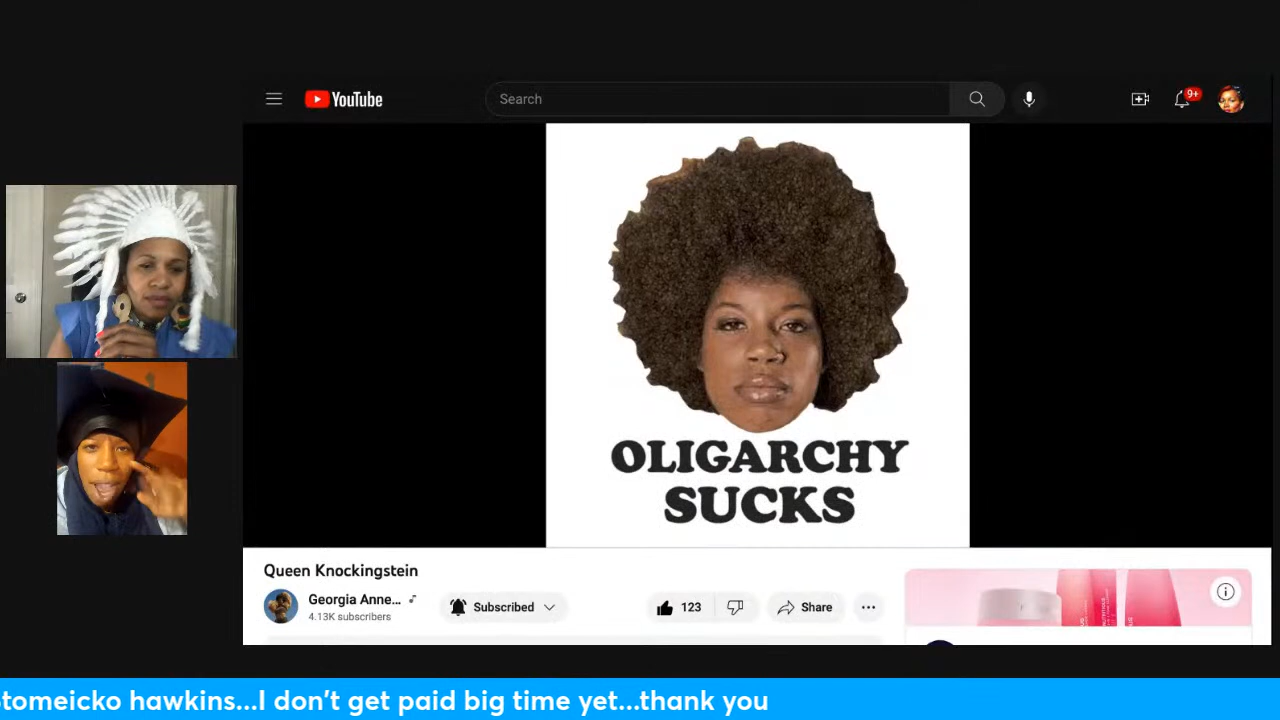 YouTube
Search
9+
OLIGARCHY
SUCKS
Queen Knockingstein
Georgia Anne...
4.13K subscribers
Subscribed
123
Share
tomeicko hawkins...I don't get paid big time yet...thank you